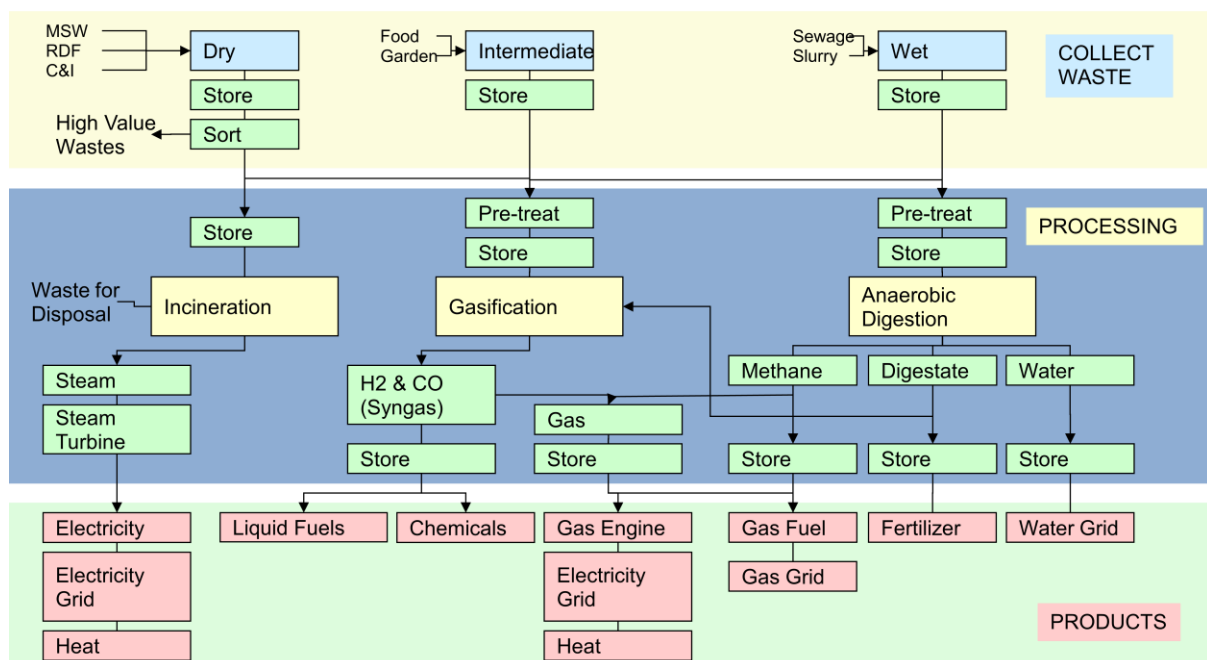 MSW
RDF
C&I
Dry
Food
Garden
Intermediate
Sewage
Slurry
Wet
COLLECT
WASTE
Store
Store
Store
High Value
Wastes
Sort
Pre-treat
Pre-treat
PROCESSING
Store
Store
Store
Waste for
Disposal
Incineration
Gasification
Anaerobic
Digestion
Steam
H2 & CO
(Syngas)
Methane
Digestate
Water
Steam
Turbine
Gas
Store
Store
Store
Store
Store
Electricity
Liquid Fuels
Chemicals
Gas Engine
Gas Fuel
Fertilizer
Water Grid
Electricity
Grid
Electricity
Grid
Gas Grid
Heat
Heat
PRODUCTS